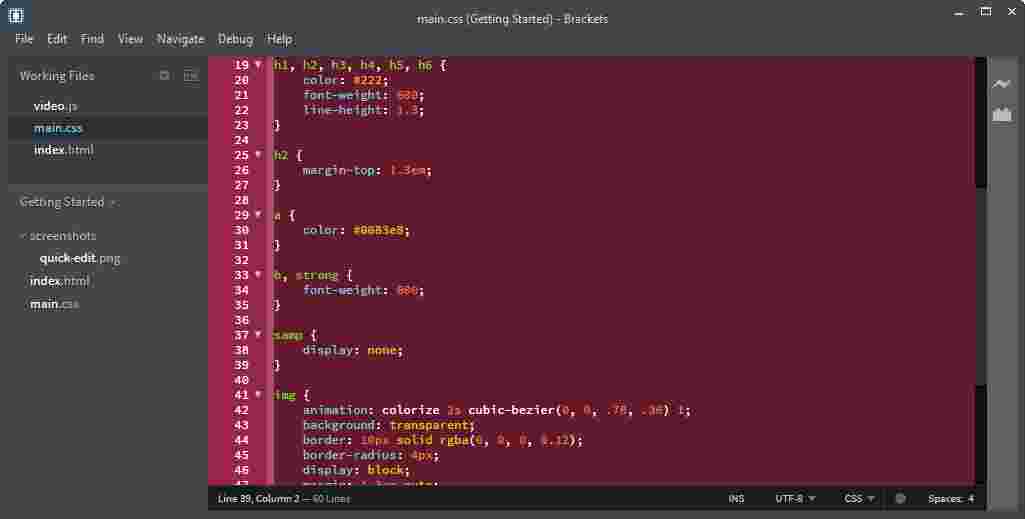 main.css (Getting Started) - Brackets
File Edit Find View Navigate Debug Help
Working Files
video.js
main.css
index.html
Getting Started
screenshots
quick-edit.png
index.html
main.css
19 h1, h2, h3, h4, h5, h6 {
20 color: #222;
21 font-weight: 600;
22 line-height: 1.3;
23 }
24
25 h2 {
26 margin-top: 1.3em;
27 }
28
29 a {
30 color: #0083e8;
31 }
32
33 b, strong {
34 font-weight: 600;
35 }
36
37 samp {
38 display: none;
39 }
40
41 img {
42 animation: colorize 2s cubic-bezier(0, 0, .78, .36) 1;
43 background: transparent;
44 border: 10px solid rgba(0, 0, 0, 0.12);
45 border-radius: 4px;
46 display: block;
Line 39, Column 2 — 60 Lines
INS UTF-8 CSS Spaces: 4